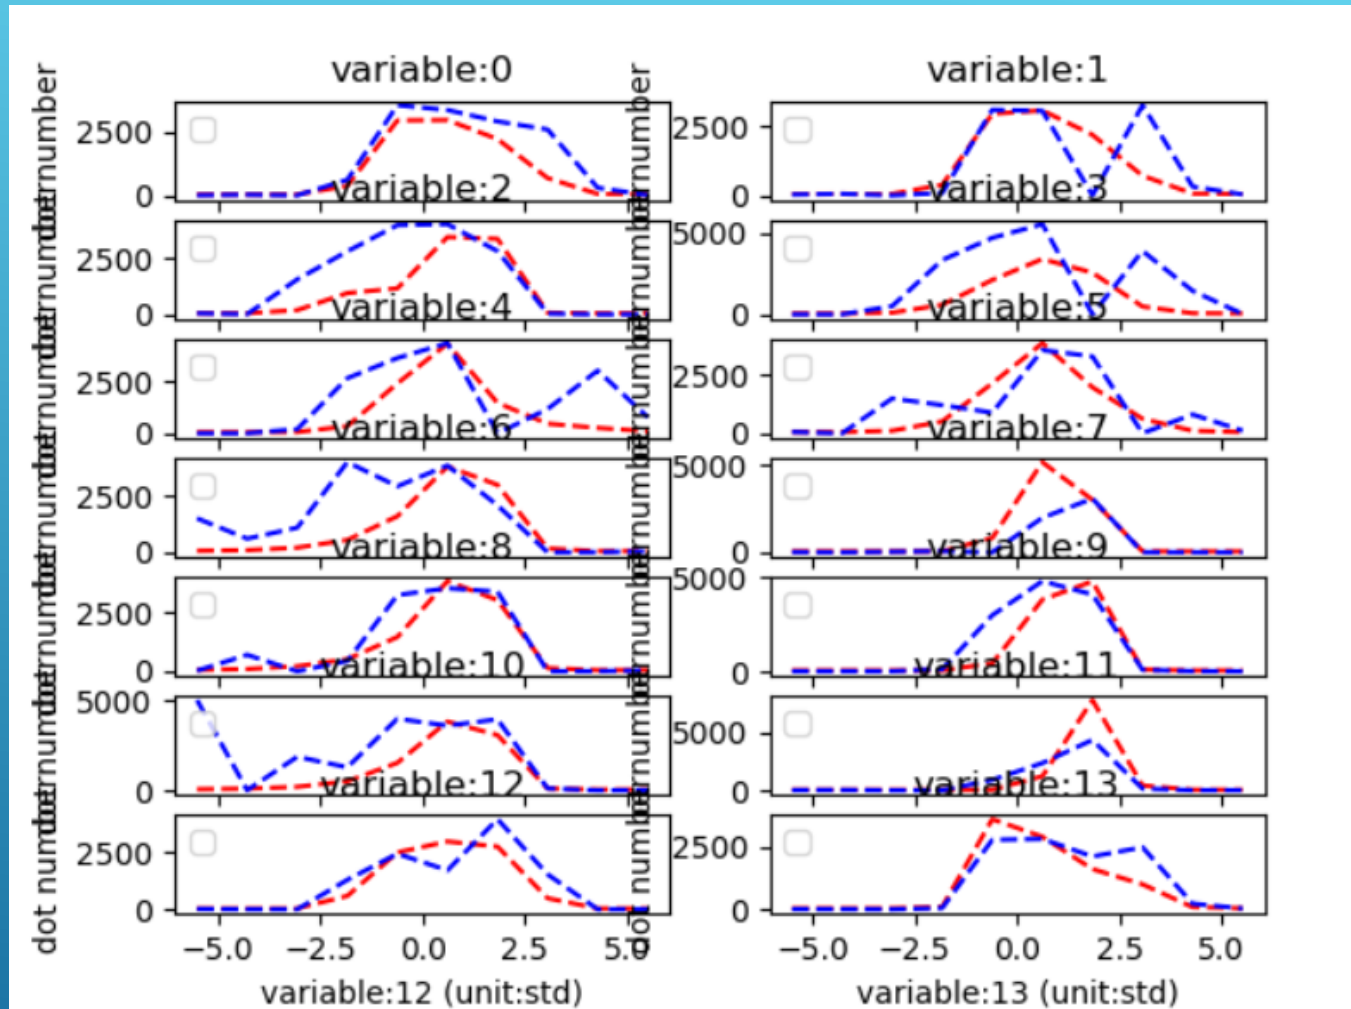 variable:0
variable:1
dot number
dot number
2500
0
2500
0
variable:2
variable:3
2500
0
5000
0
variable:4
variable:5
2500
0
2500
0
variable:6
variable:7
2500
0
5000
0
variable:8
variable:9
2500
0
5000
0
variable:10
variable:11
5000
0
5000
0
variable:12
variable:13
2500
0
2500
0
−5.0 −2.5 0.0 2.5 5.0
−5.0 −2.5 0.0 2.5 5.0
variable:12 (unit:std)
variable:13 (unit:std)